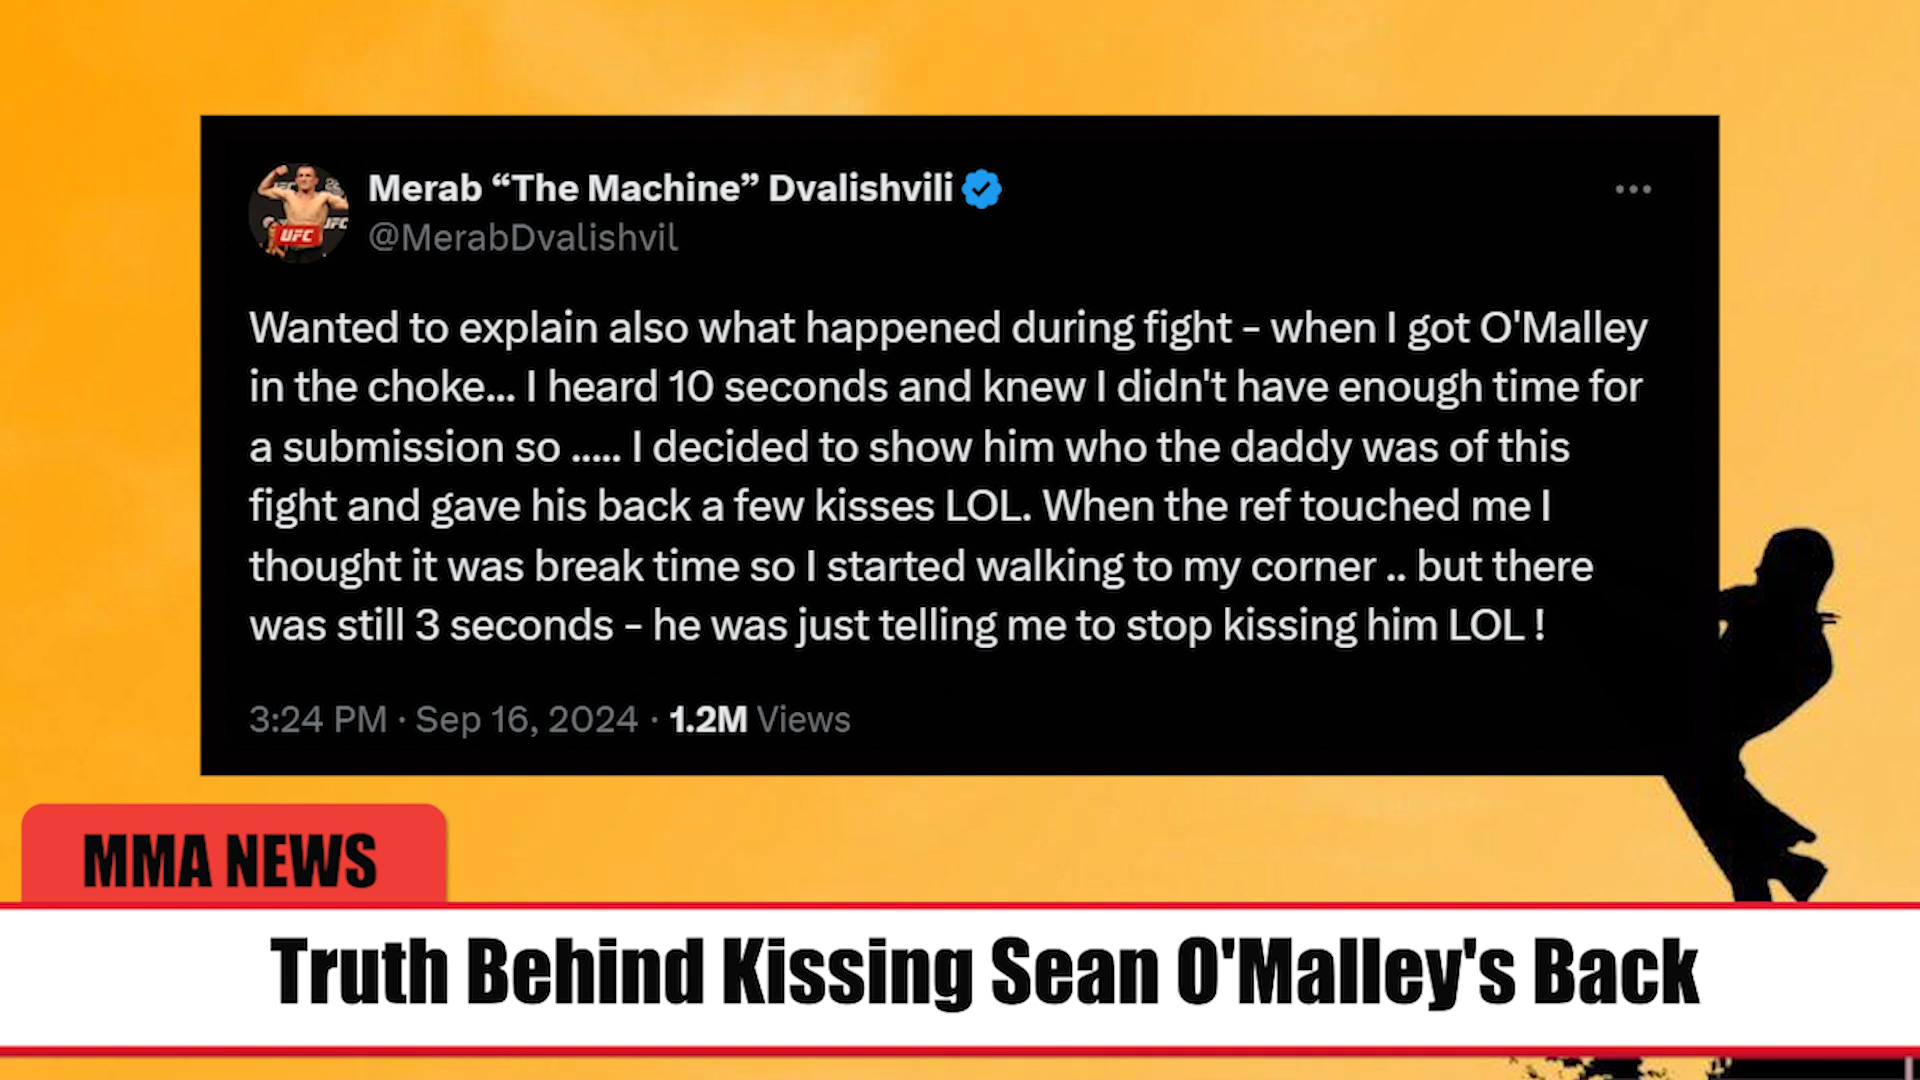 Merab “The Machine” Dvalishvili
@MerabDvalishvil
UFC
Wanted to explain also what happened during fight – when I got O'Malley
in the choke... I heard 10 seconds and knew I didn't have enough time for
a submission so ..... I decided to show him who the daddy was of this
fight and gave his back a few kisses LOL. When the ref touched me I
thought it was break time so I started walking to my corner .. but there
was still 3 seconds – he was just telling me to stop kissing him LOL !
3:24 PM · Sep 16, 2024 · 1.2M Views
MMA NEWS
Truth Behind Kissing Sean O'Malley's Back